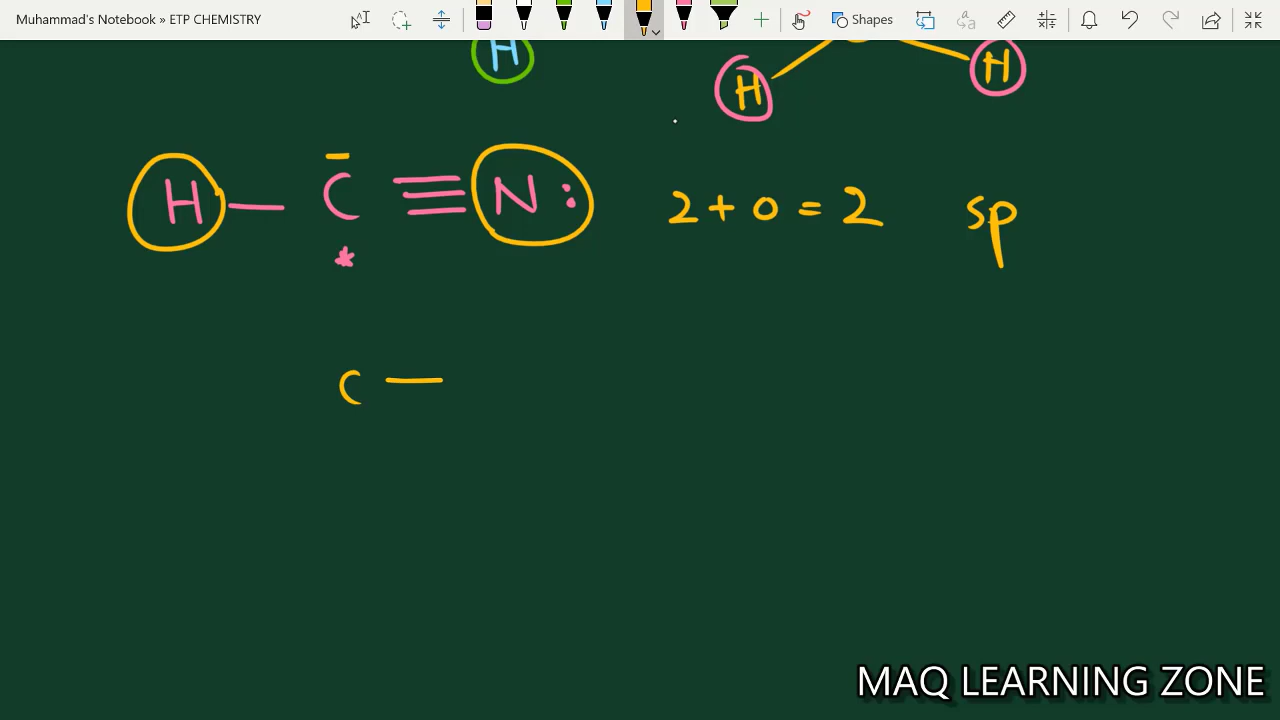 Muhammad's Notebook » ETP CHEMISTRY
Shapes
H
H
H
H — C ≡ N: 2 + 0 = 2 sp
*
C —
MAQ LEARNING ZONE